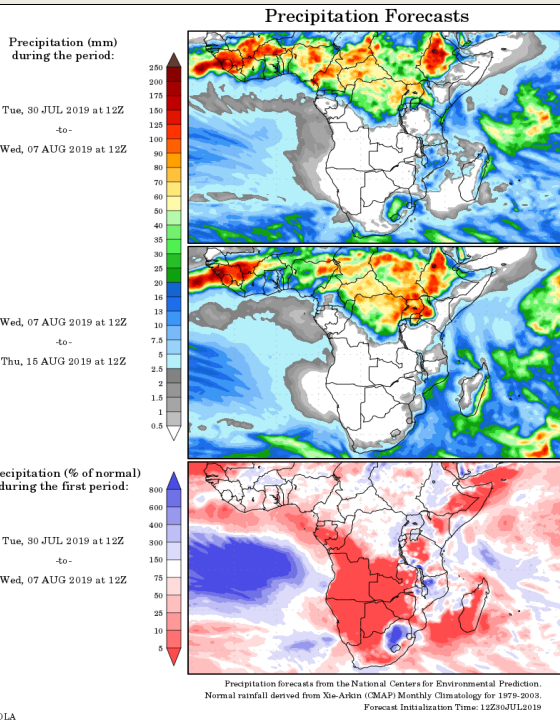 Precipitation Forecasts
Precipitation (mm)
during the period:
Tue, 30 JUL 2019 at 12Z
-to-
Wed, 07 AUG 2019 at 12Z
250
200
175
150
125
100
90
80
70
60
50
40
35
30
25
20
16
13
10
7.5
5
2.5
2
1.5
1
0.5
Wed, 07 AUG 2019 at 12Z
-to-
Thu, 15 AUG 2019 at 12Z
ecipitation (% of normal)
during the first period:
Tue, 30 JUL 2019 at 12Z
-to-
Wed, 07 AUG 2019 at 12Z
800
600
400
300
150
75
50
25
10
5
Precipitation forecasts from the National Centers for Environmental Prediction.
Normal rainfall derived from Xie-Arkin (CMAP) Monthly Climatology for 1979-2003.
Forecast Initialization Time: 12Z30JUL2019
OLA